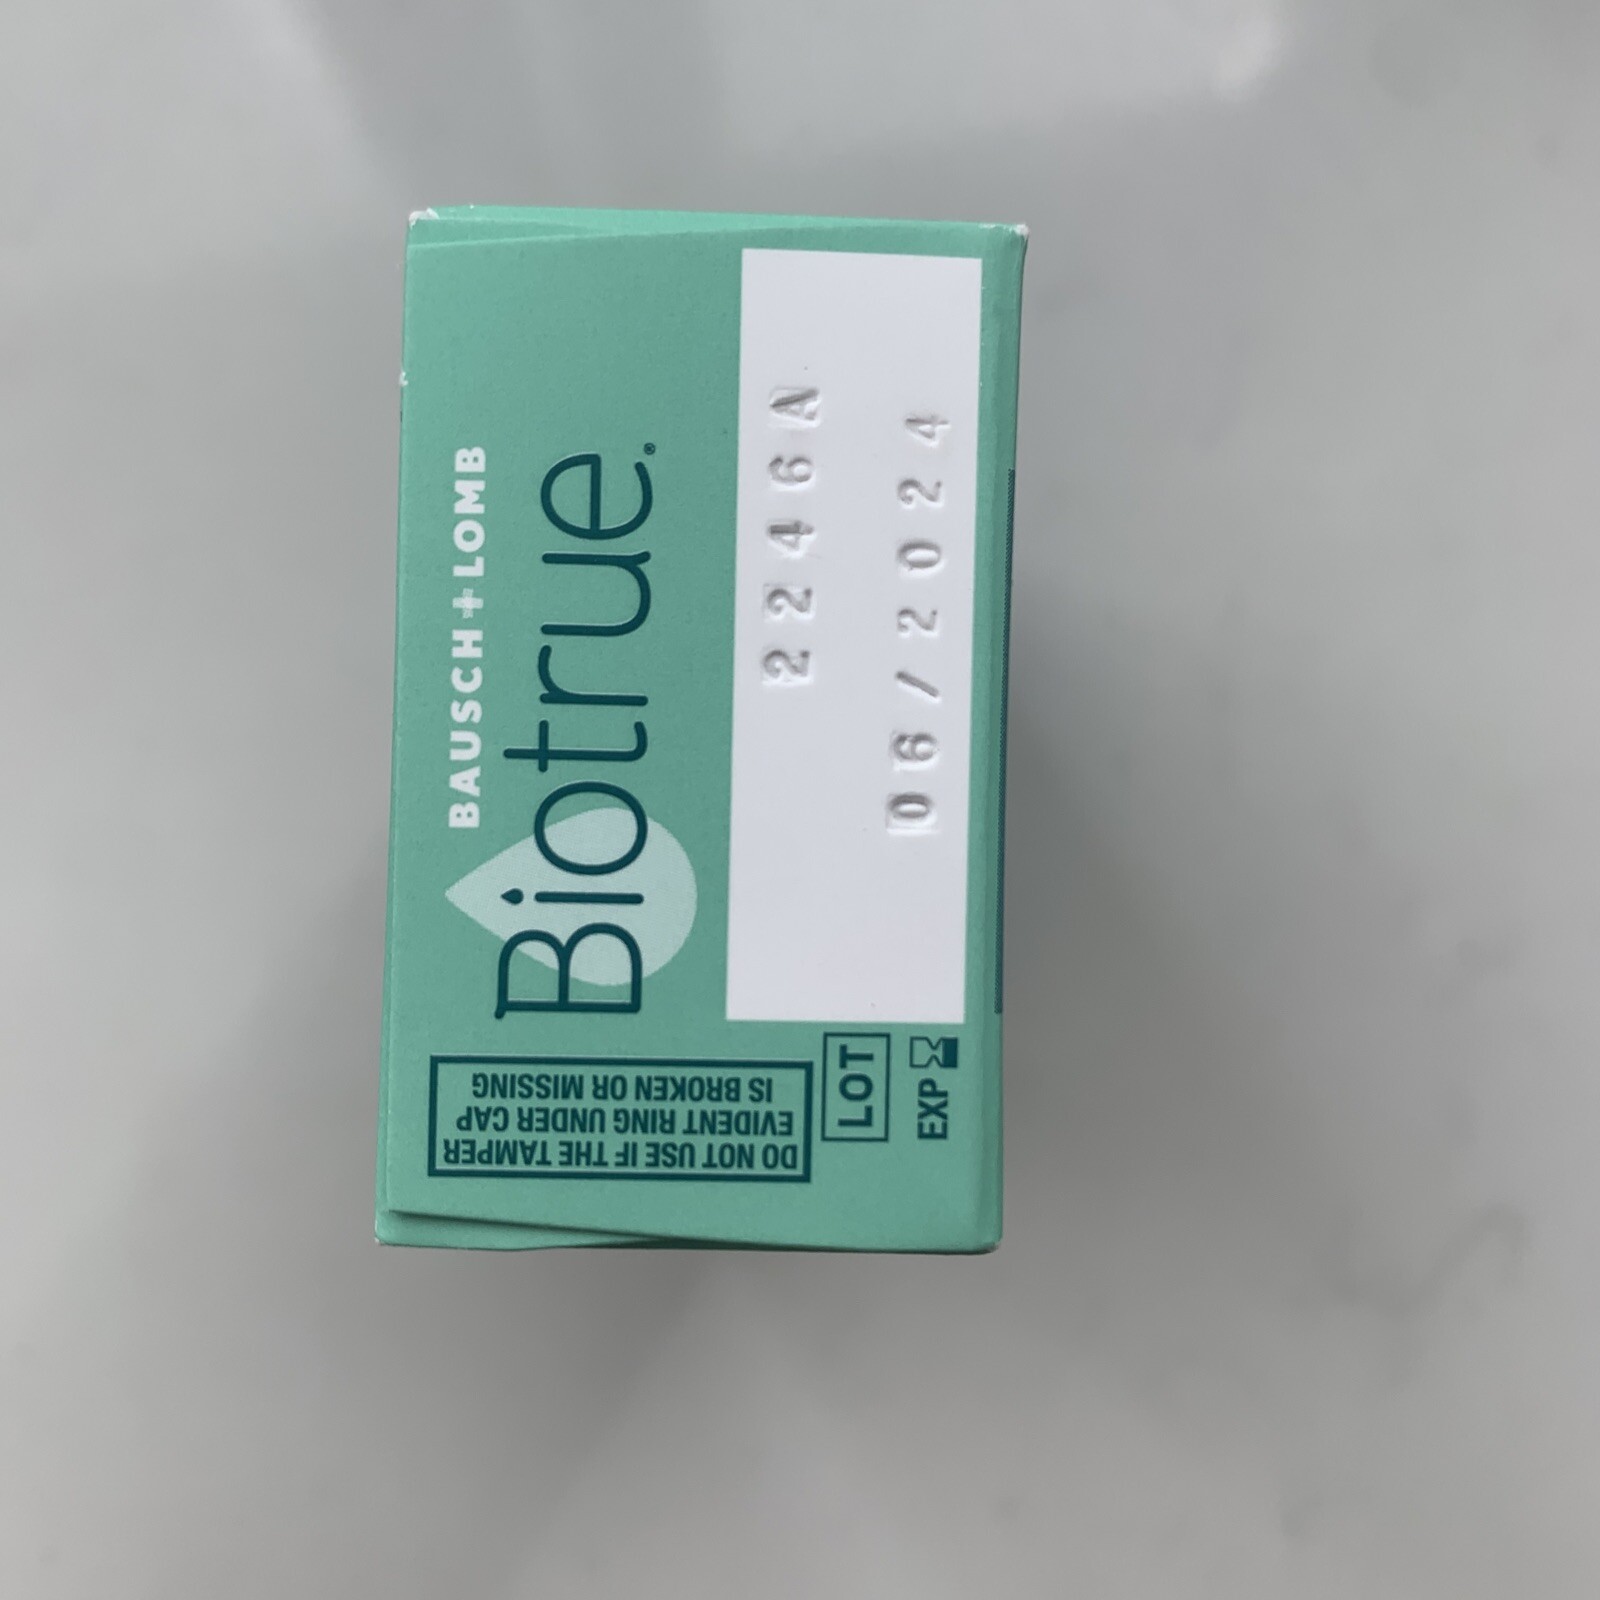 BAUSCH + LOMB
Biotrue®
DO NOT USE IF THE TAMPER
EVIDENT RING UNDER CAP
IS BROKEN OR MISSING
LOT
2246A
EXP
06/2024